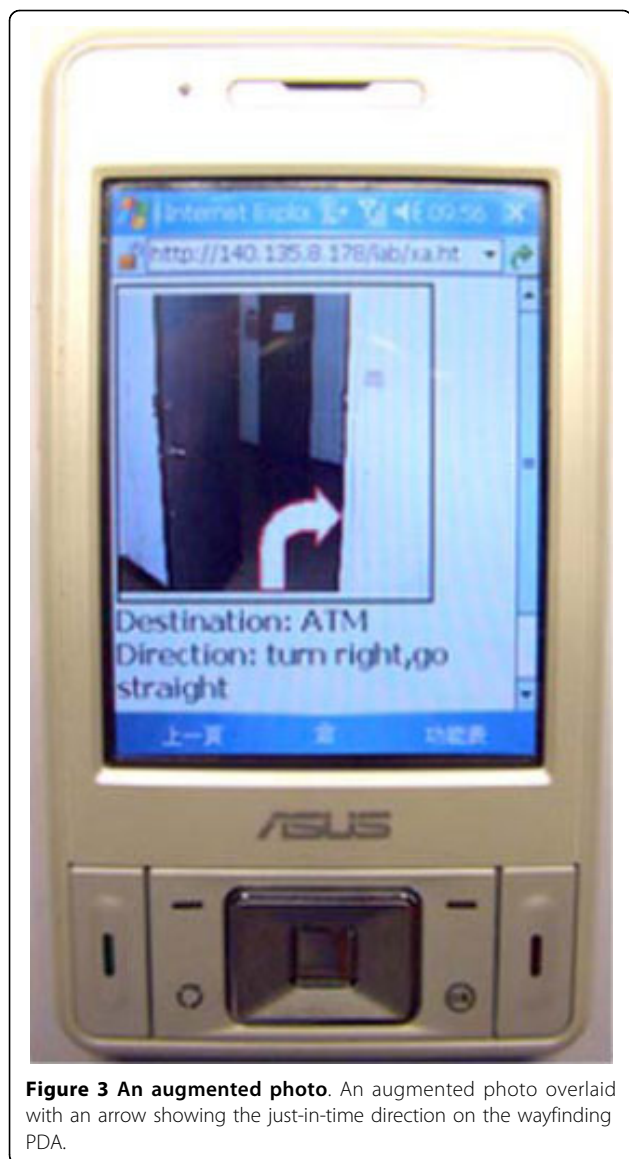 Internet Explo 09:56
http://140.135.8.178/lab/xa.ht
Destination: ATM
Direction: turn right,go
straight
上一頁 功能表
ASUS
Figure 3 An augmented photo. An augmented photo overlaid
with an arrow showing the just-in-time direction on the wayfinding
PDA.